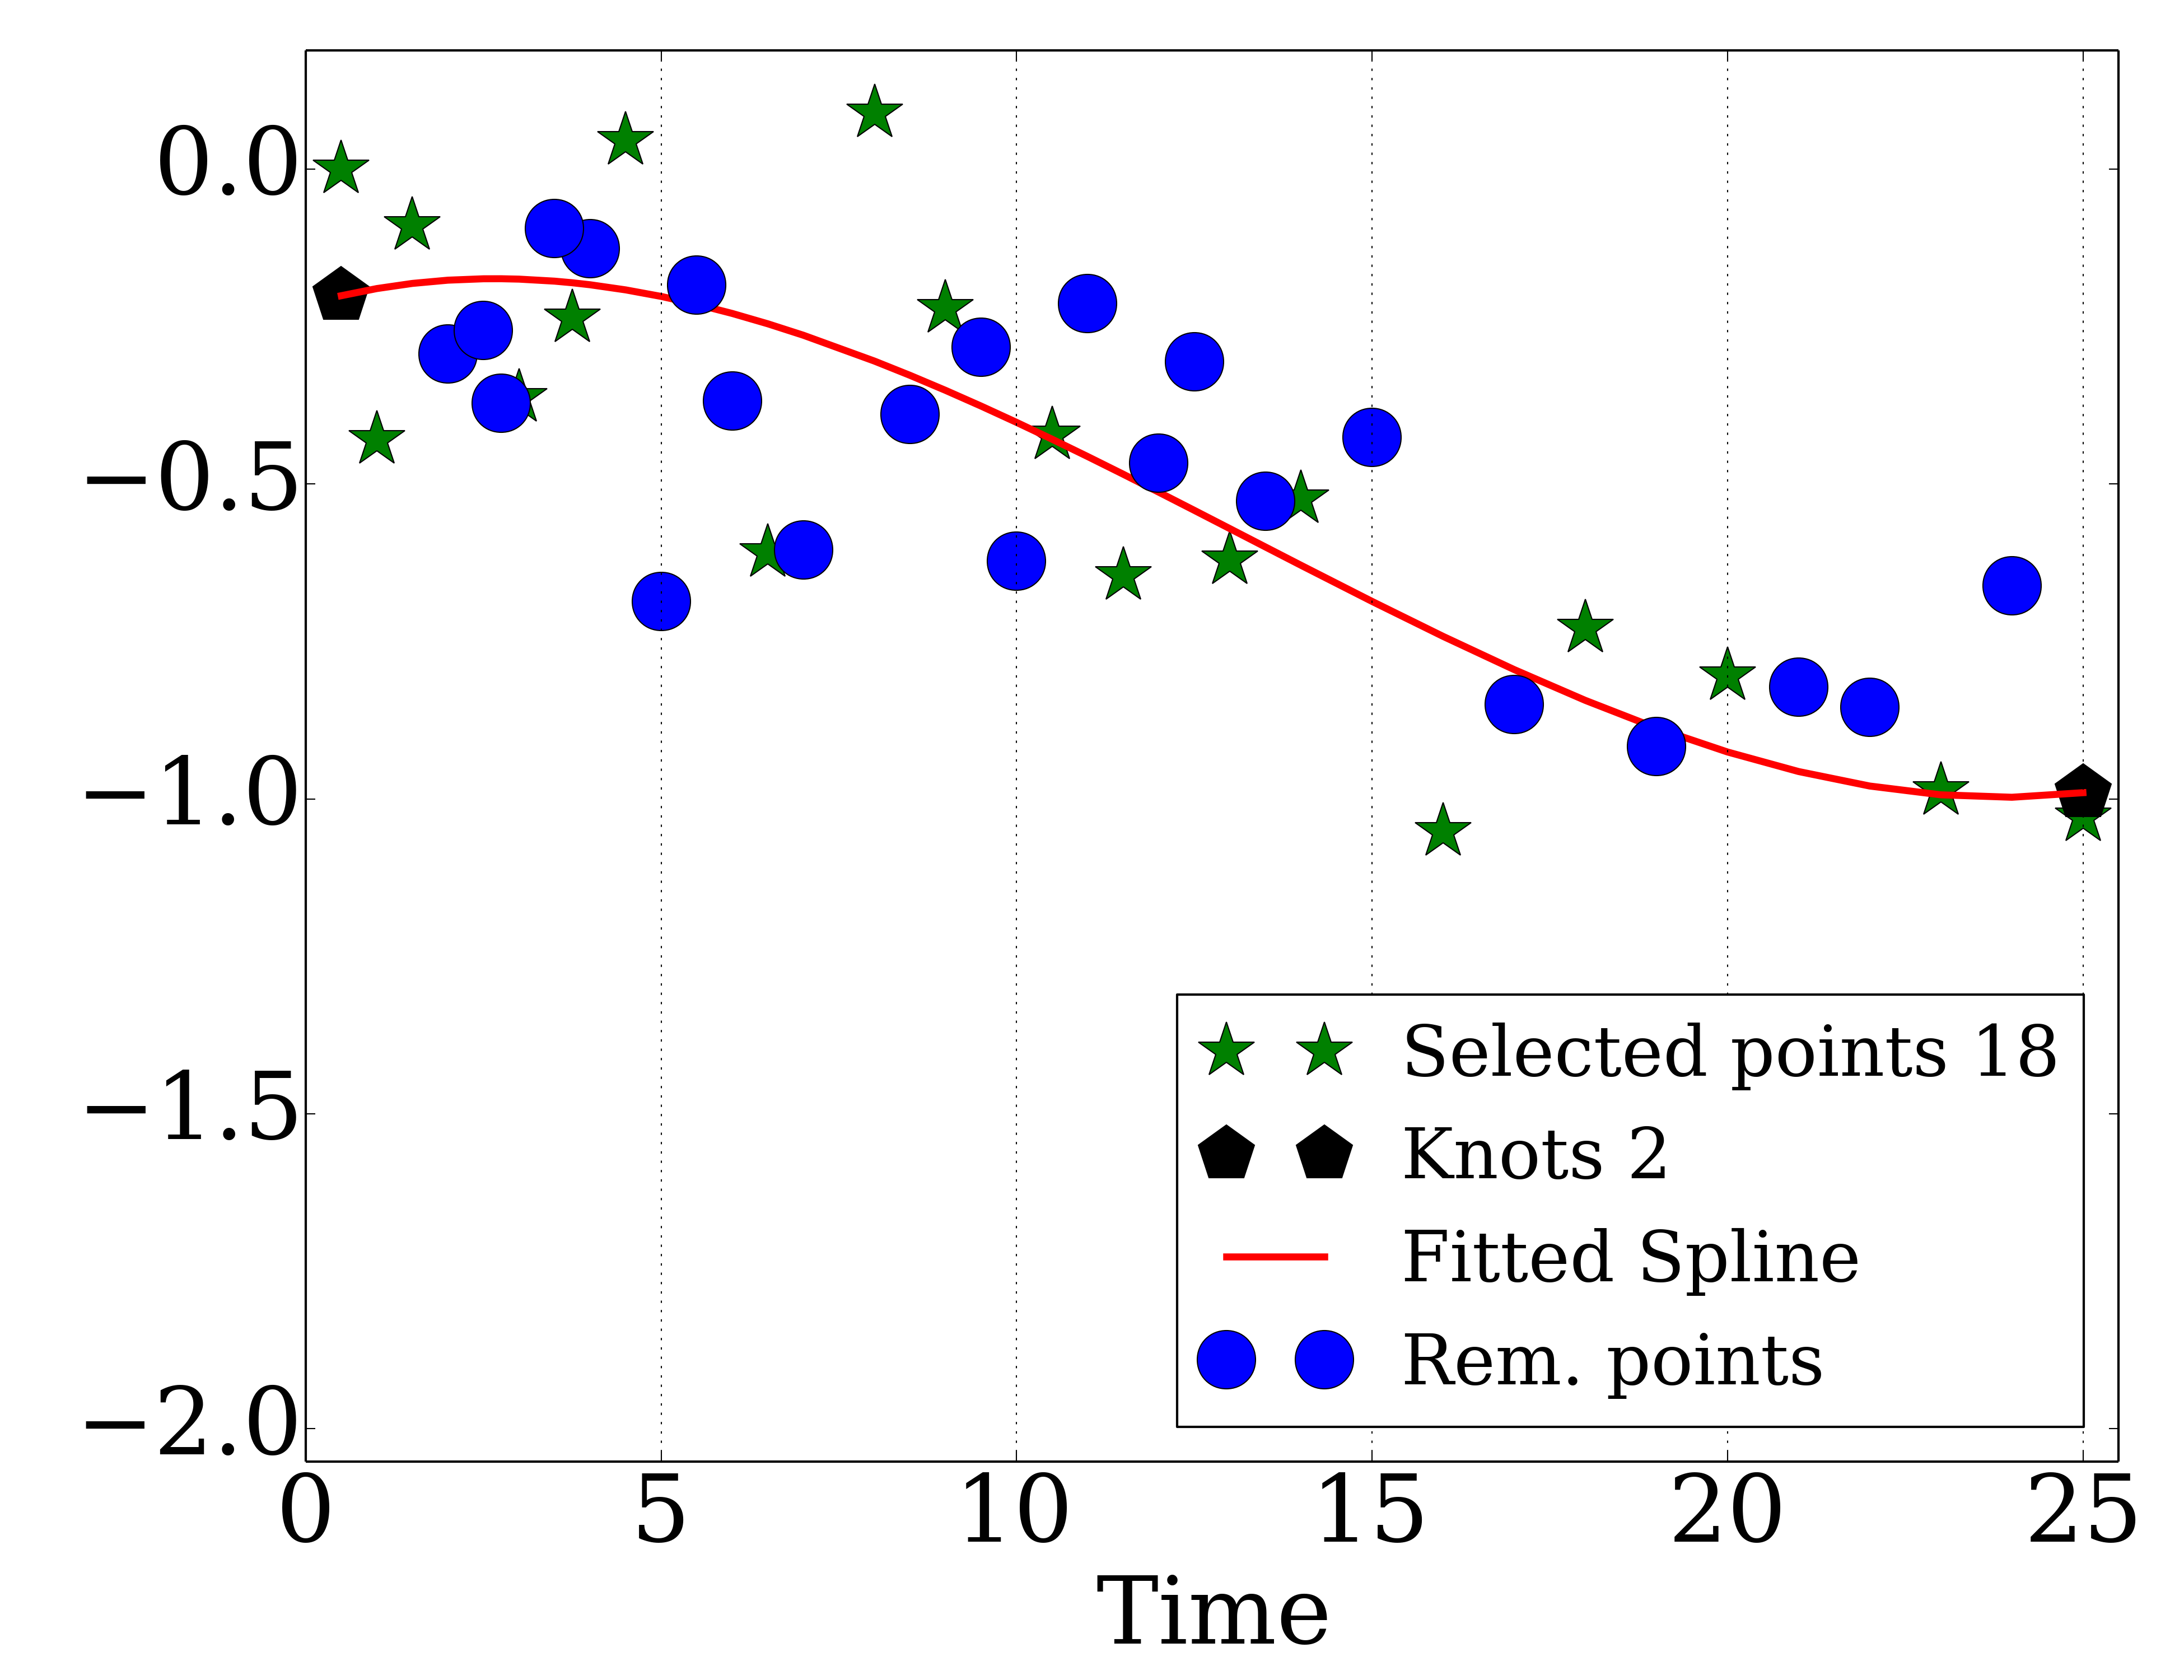 0.0
−0.5
−1.0
−1.5
−2.0
0 5 10 15 20 25
Time
Selected points 18
Knots 2
Fitted Spline
Rem. points